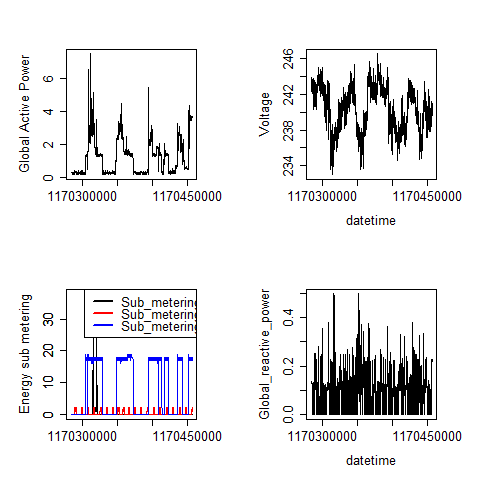 Global Active Power
6
4
2
0
1170300000 1170450000
Voltage
246
242
238
234
1170300000 1170450000
datetime
Energy sub metering
30
20
10
0
Sub_metering
Sub_metering
Sub_metering
1170300000 1170450000
Global_reactive_power
0.4
0.2
0.0
1170300000 1170450000
datetime